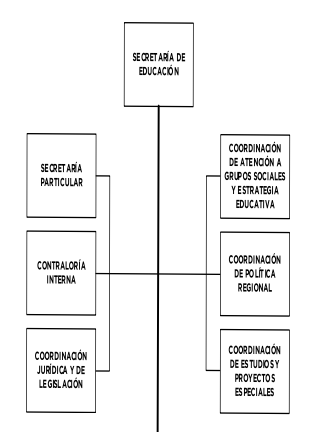 SECRETARÍA DE
EDUCACIÓN
SECRETARÍA
PARTICULAR
COORDINACIÓN
DE ATENCIÓN A
GRUPOS SOCIALES
Y ESTRATEGIA
EDUCATIVA
CONTRALORÍA
INTERNA
COORDINACIÓN
DE POLÍTICA
REGIONAL
COORDINACIÓN
JURÍDICA Y DE
LEGISLACIÓN
COORDINACIÓN
DE ESTUDIOS Y
PROYECTOS
ESPECIALES